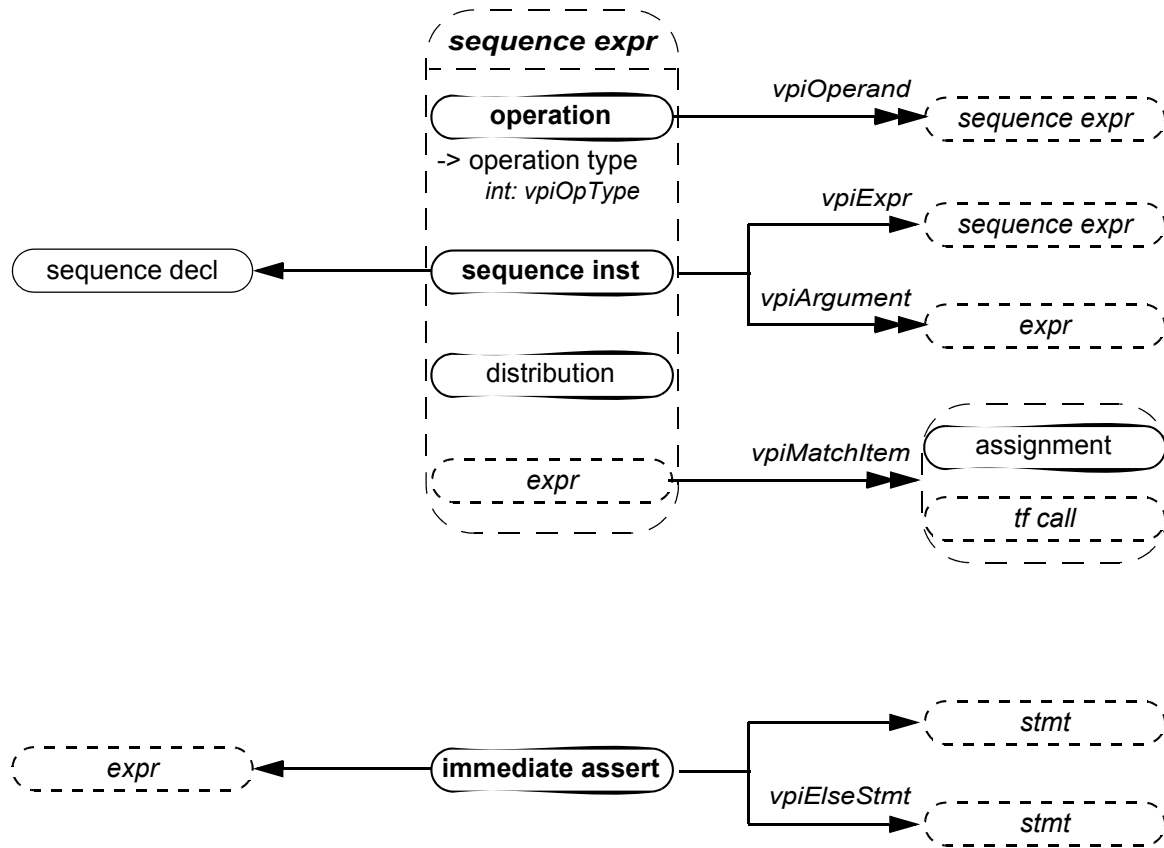 sequence expr
operation
-> operation type
int: vpiOpType
vpiOperand
sequence expr
sequence decl
sequence inst
vpiExpr
sequence expr
vpiArgument
expr
distribution
expr
vpiMatchItem
assignment
tf call
expr
immediate assert
stmt
vpiElseStmt
stmt